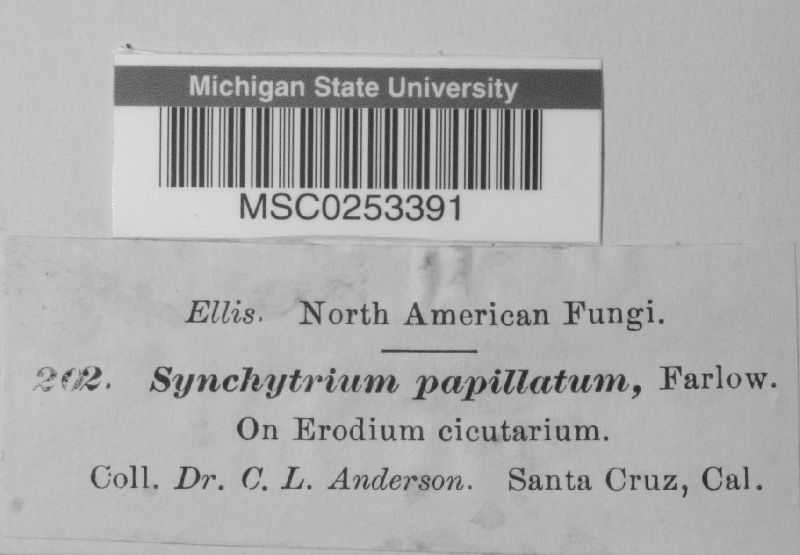 Michigan State University
MSC0253391
Ellis. North American Fungi.
202. Synchytrium papillatum, Farlow.
On Erodium cicutarium.
Coll. Dr. C. L. Anderson. Santa Cruz, Cal.